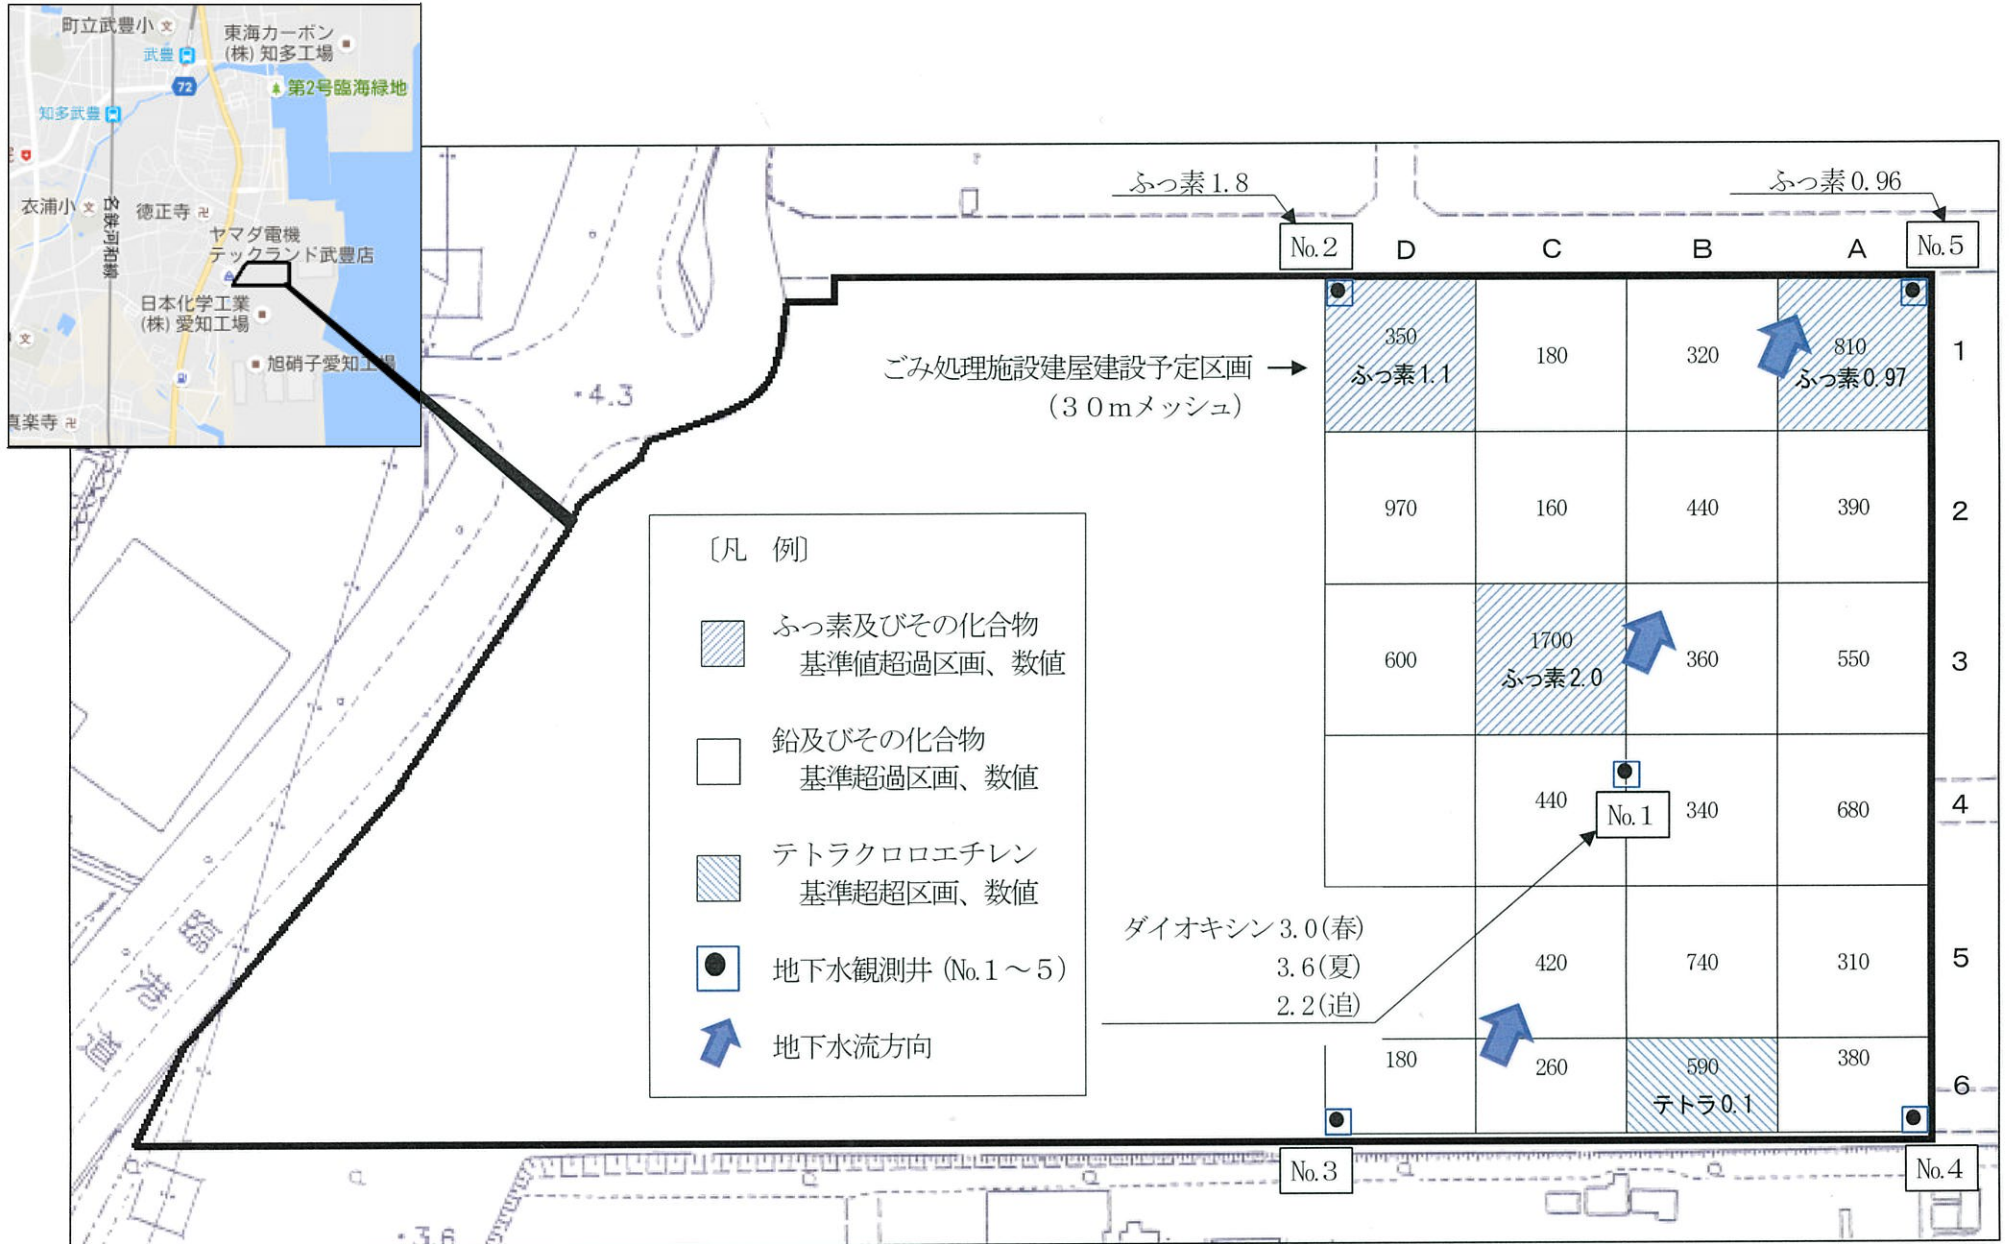 町立武豊小
東海カーボン
(株) 知多工場
武豊
72
第2号臨海緑地
知多武豊
衣浦小
徳正寺
名鉄河和線
ヤマダ電機
テックランド武豊店
日本化学工業
(株) 愛知工場
旭硝子愛知工場
真楽寺
ふっ素1.8
ふっ素0.96
No.2
D
C
B
A
No.5
4.3
ごみ処理施設建屋建設予定区画
(30mメッシュ)
350
ふっ素1.1
180
320
810
ふっ素0.97
1
970
160
440
390
2
600
1700
ふっ素2.0
360
550
3
440
No.1
340
680
4
420
740
310
5
180
260
590
テトラ0.1
380
6
〔凡 例〕
ふっ素及びその化合物
基準値超過区画、数値
鉛及びその化合物
基準超過区画、数値
テトラクロロエチレン
基準超超区画、数値
地下水観測井 (No.1～5)
地下水流方向
ダイオキシン3.0(春)
3.6(夏)
2.2(追)
No.3
No.4
3.6